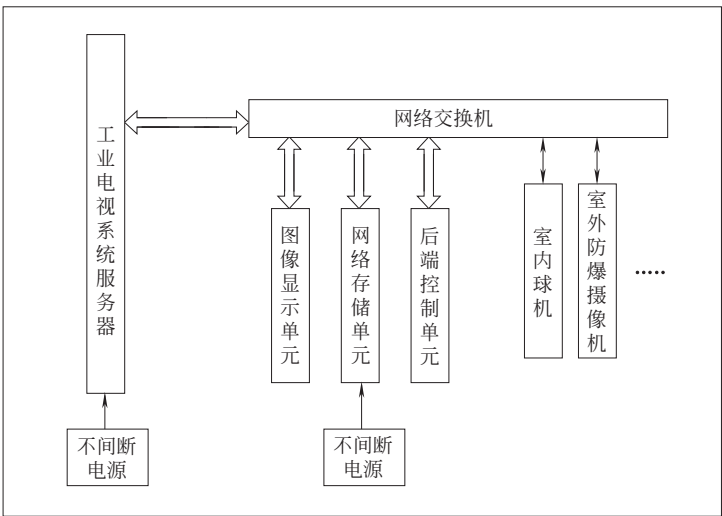 工业电视系统服务器
网络交换机
图像显示单元
网络存储单元
后端控制单元
室内球机
室外防爆摄像机
.....
不间断
电源
不间断
电源